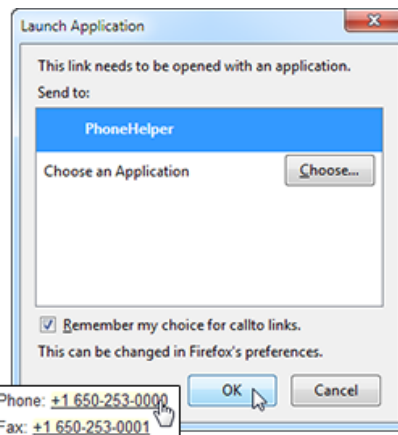 Launch Application
This link needs to be opened with an application.
Send to:
PhoneHelper
Choose an Application
Choose...
Remember my choice for callto links.
This can be changed in Firefox's preferences.
OK
Cancel
Phone: +1 650-253-0000
Fax: +1 650-253-0001